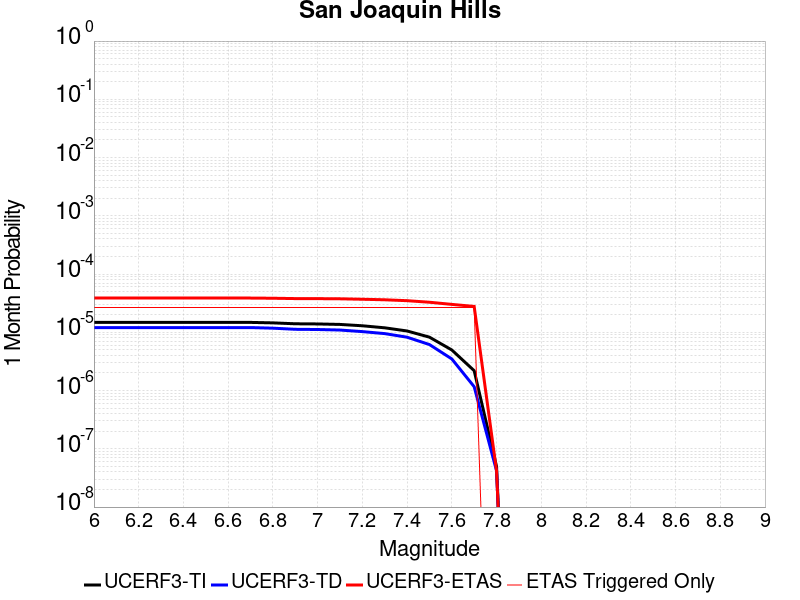 San Joaquin Hills
10^0
10^-1
10^-2
10^-3
10^-4
10^-5
10^-6
10^-7
10^-8
1 Month Probability
6 6.2 6.4 6.6 6.8 7 7.2 7.4 7.6 7.8 8 8.2 8.4 8.6 8.8 9
Magnitude
UCERF3-TI UCERF3-TD UCERF3-ETAS ETAS Triggered Only